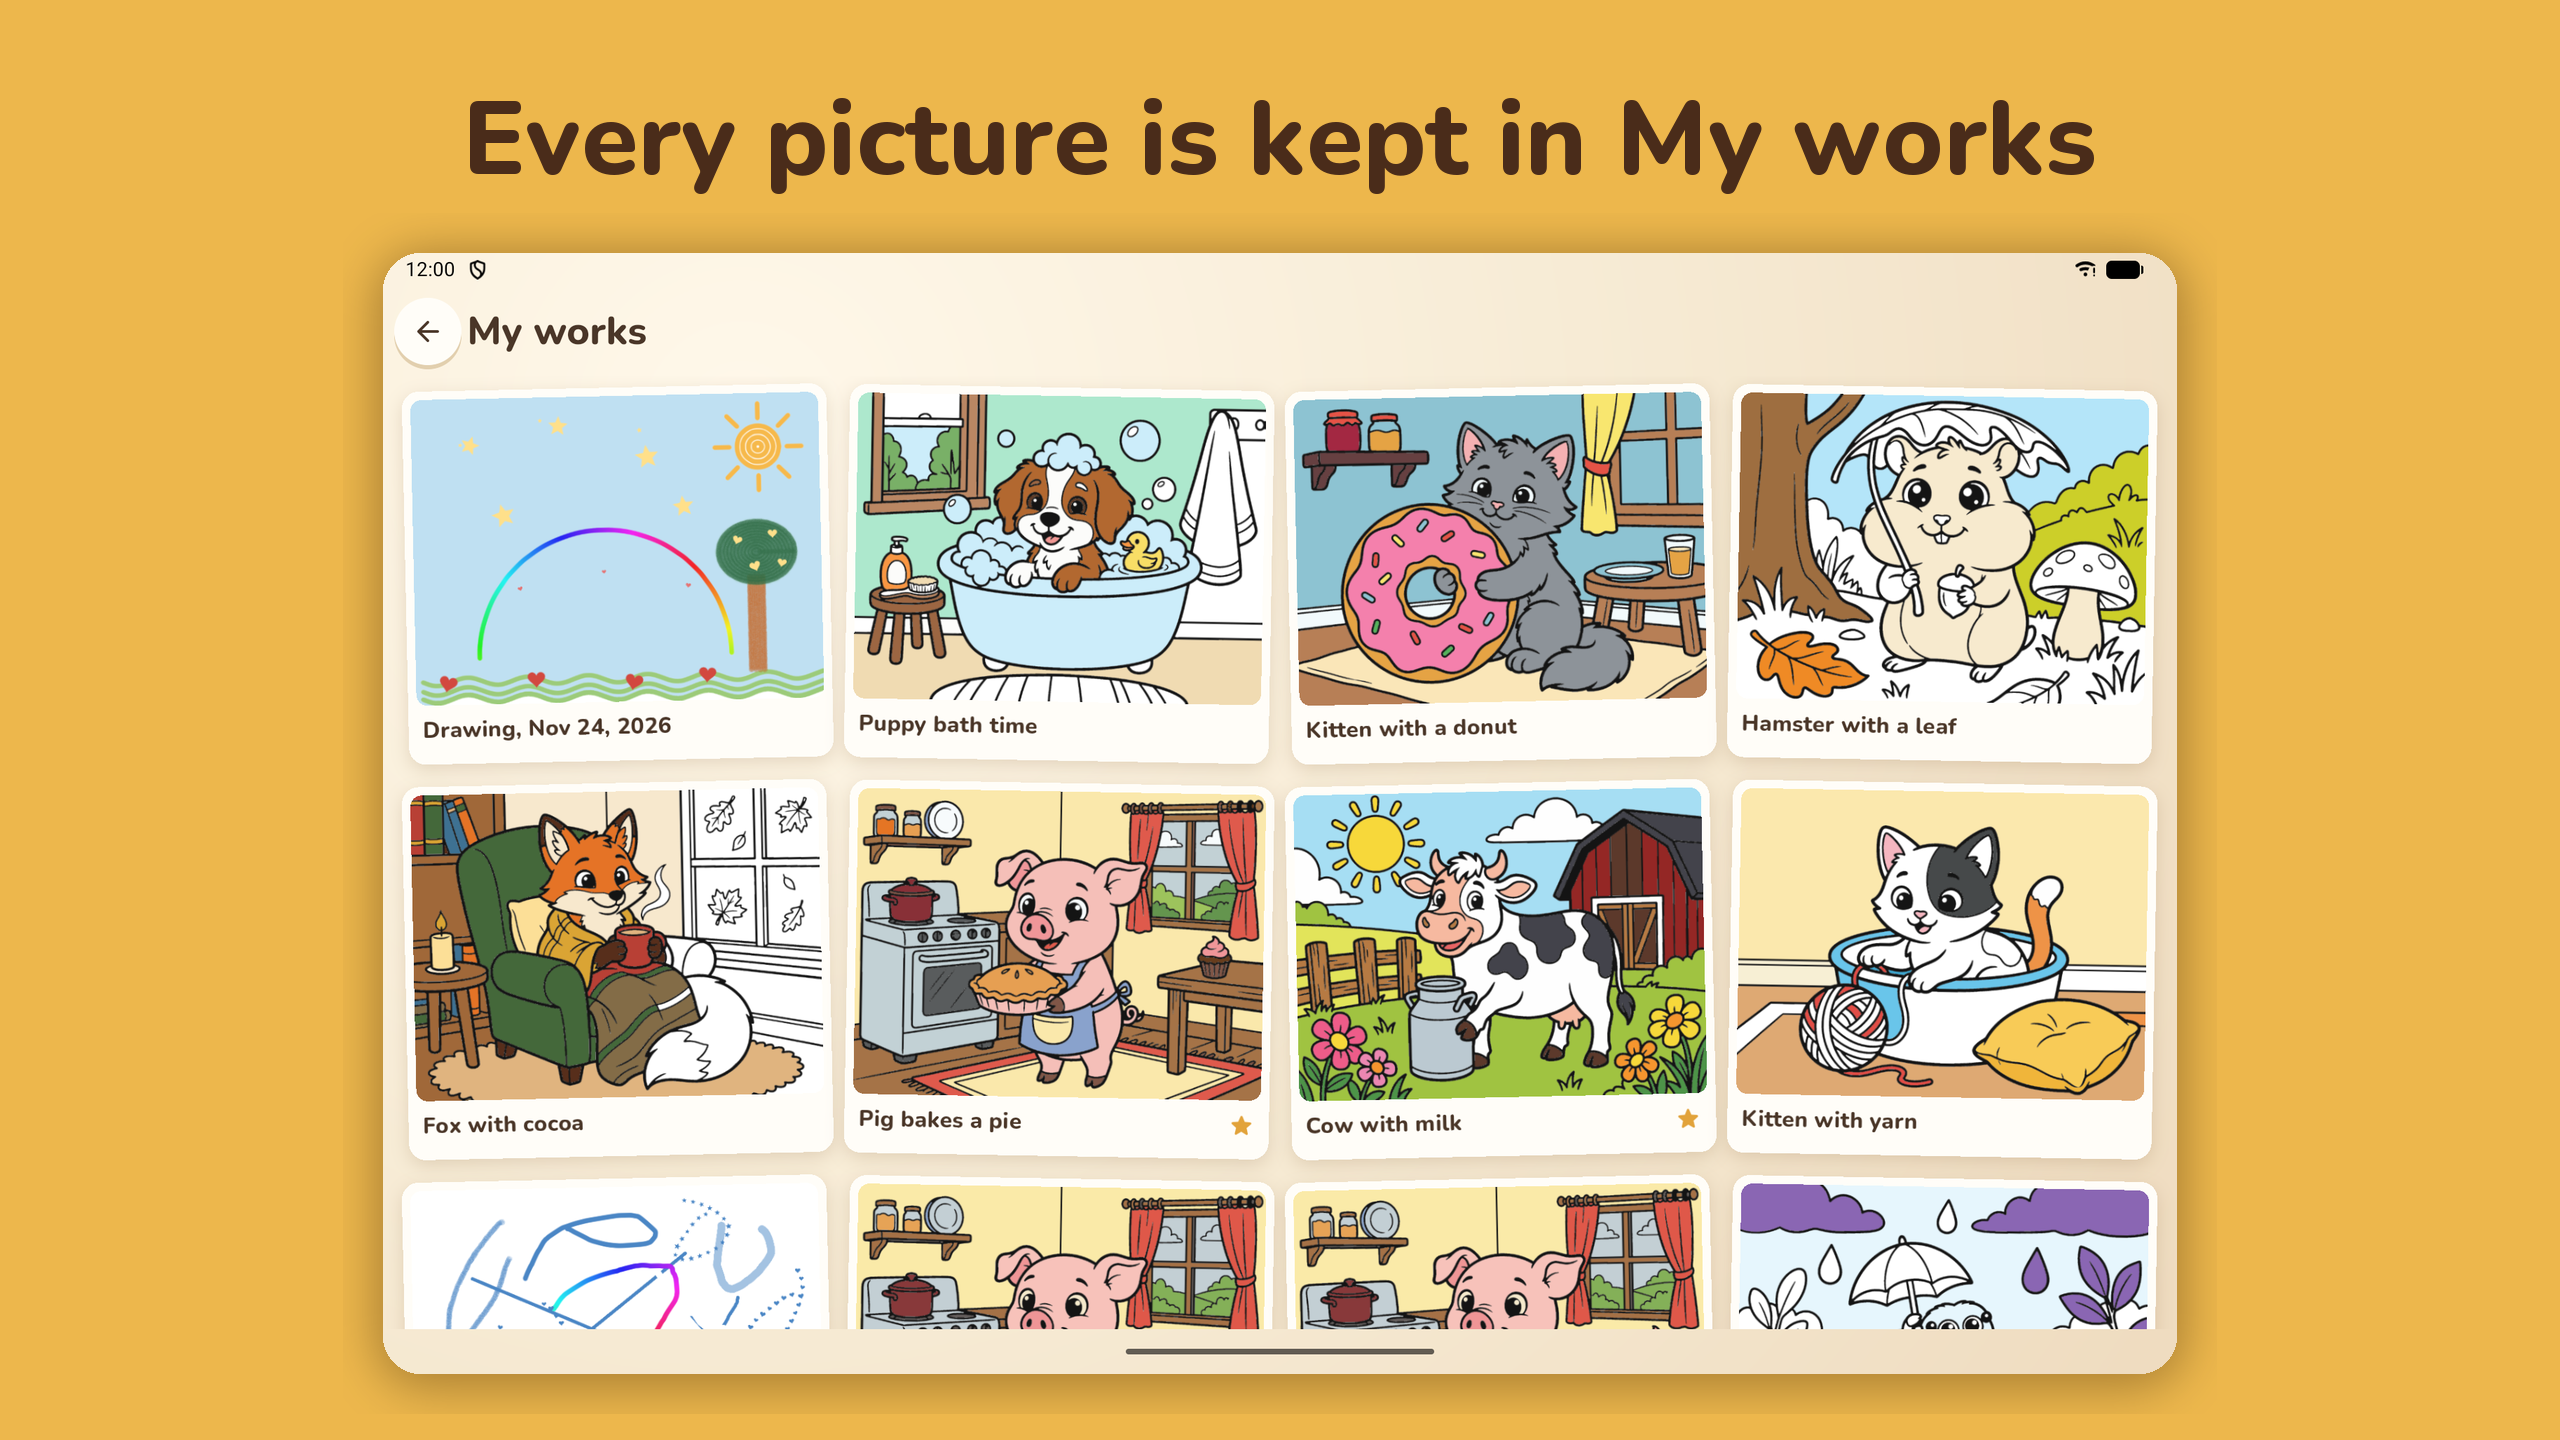 Every picture is kept in My works
12:00
My works
Drawing, Nov 24, 2026
Puppy bath time
Kitten with a donut
Hamster with a leaf
Fox with cocoa
Pig bakes a pie
Cow with milk
Kitten with yarn